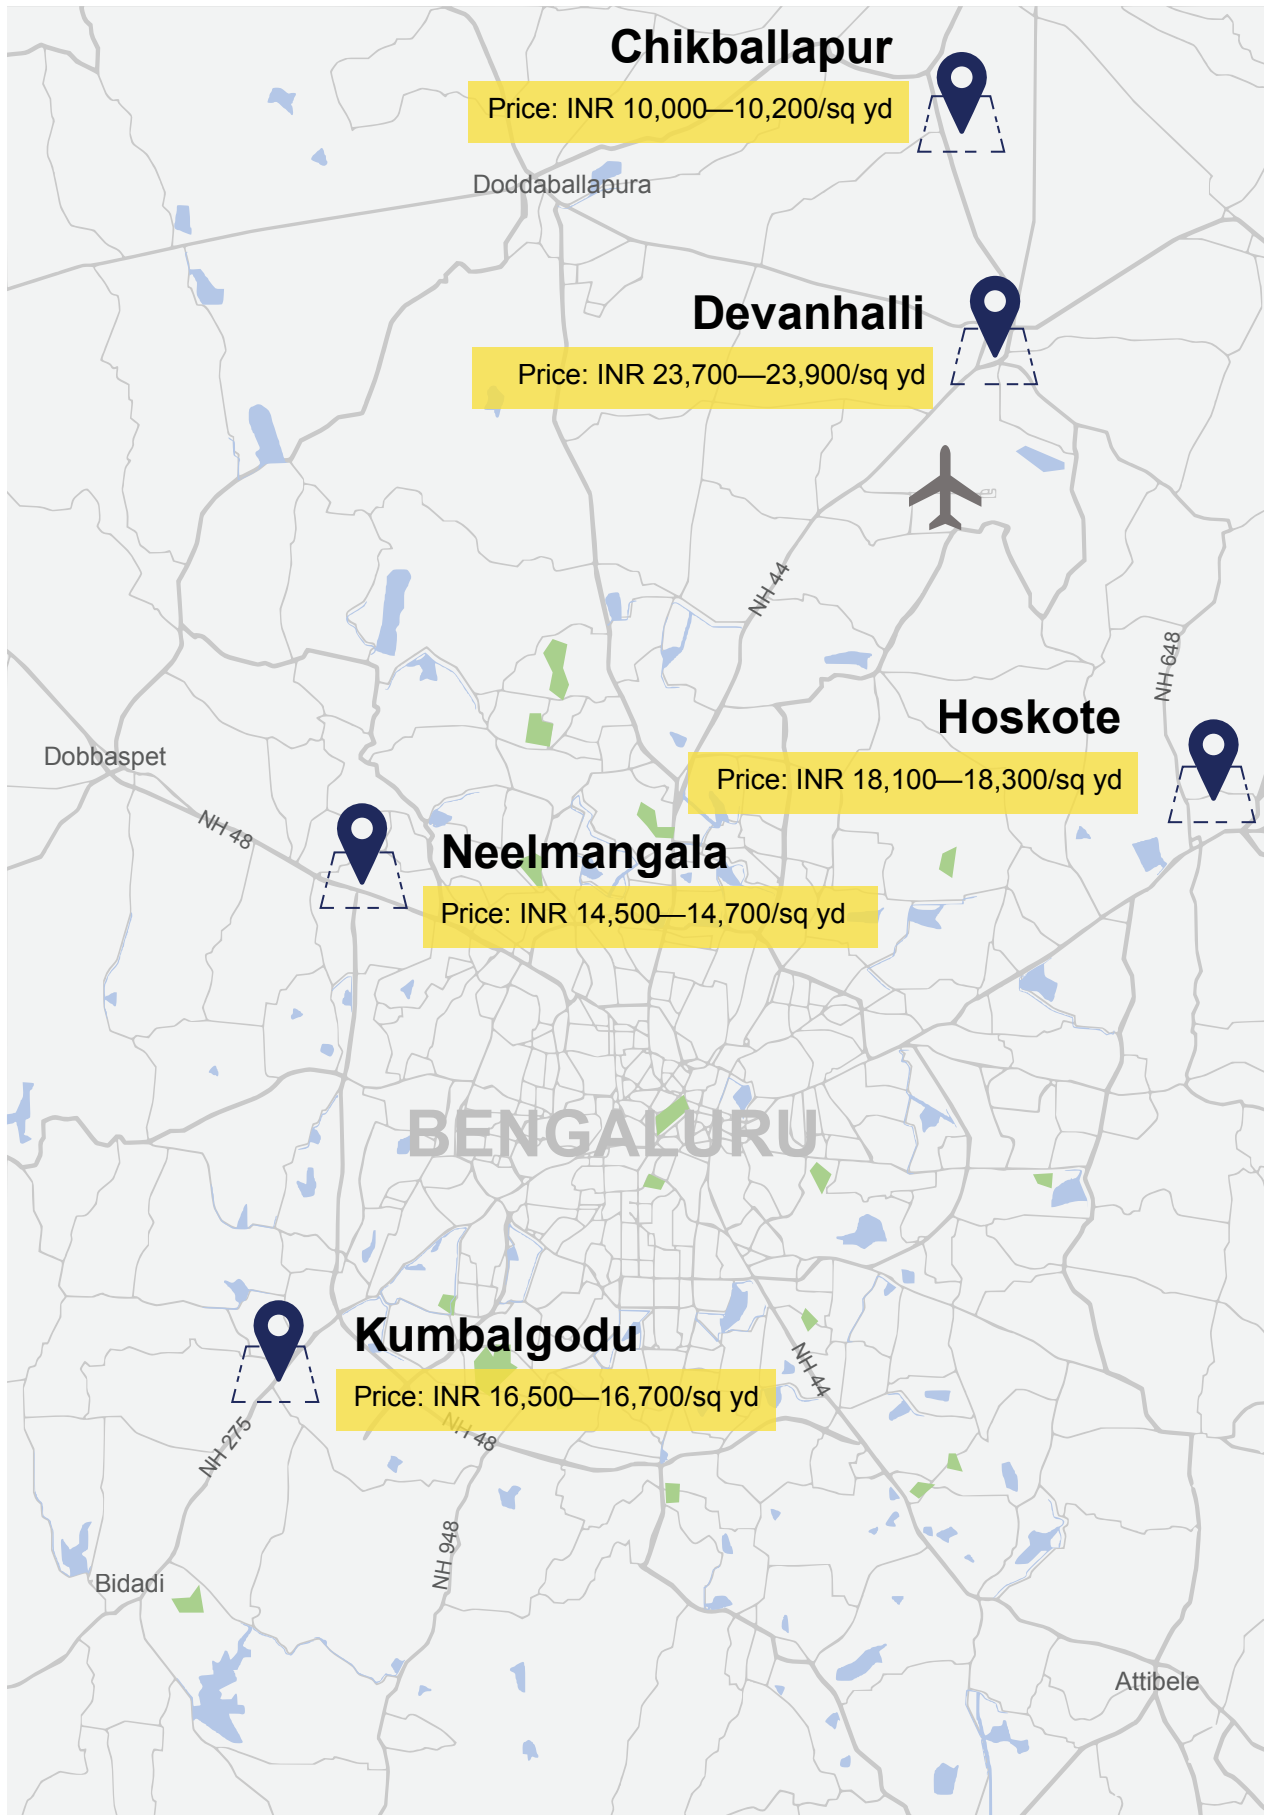 Chikballapur
Price: INR 10,000—10,200/sq yd
Doddaballapura
Devanhalli
Price: INR 23,700—23,900/sq yd
NH 44
NH 648
Hoskote
Price: INR 18,100—18,300/sq yd
Dobbaspet
NH 48
Neelmangala
Price: INR 14,500—14,700/sq yd
BENGALURU
Kumbalgodu
Price: INR 16,500—16,700/sq yd
NH 44
NH 275
NH 48
NH 948
Bidadi
Attibele